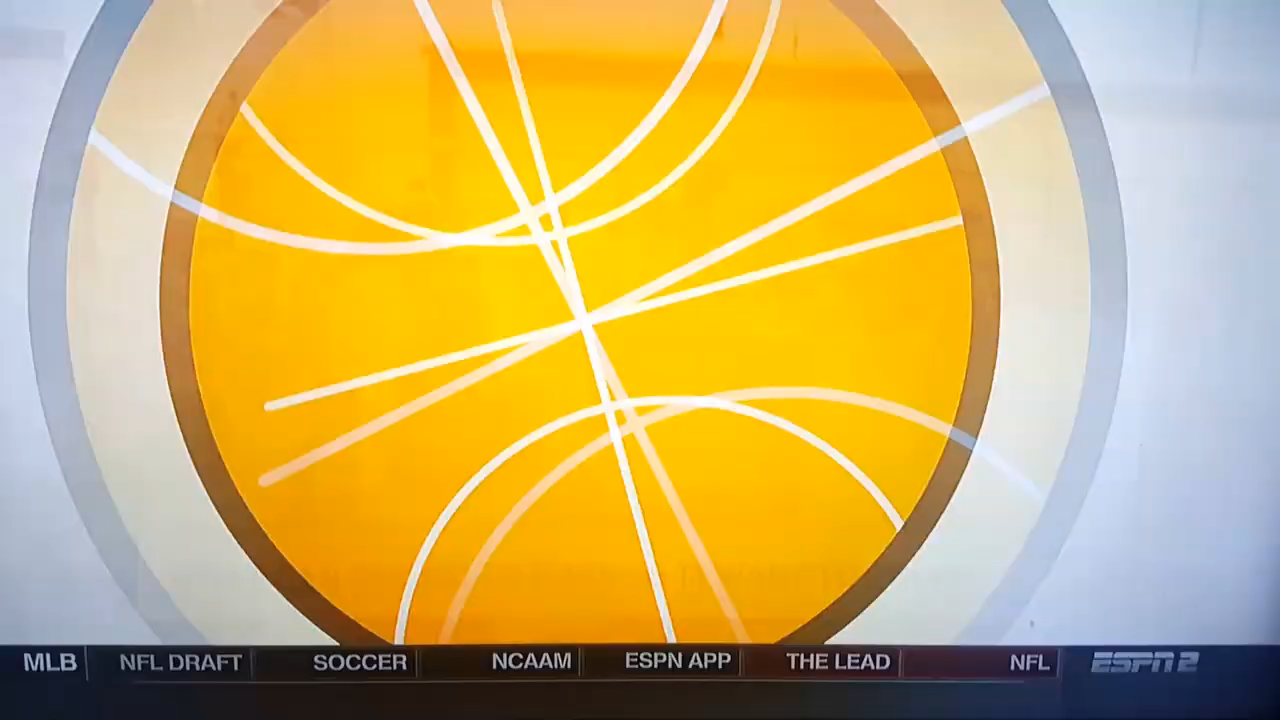 MLB NFL DRAFT SOCCER NCAAM ESPN APP THE LEAD NFL ESPN2